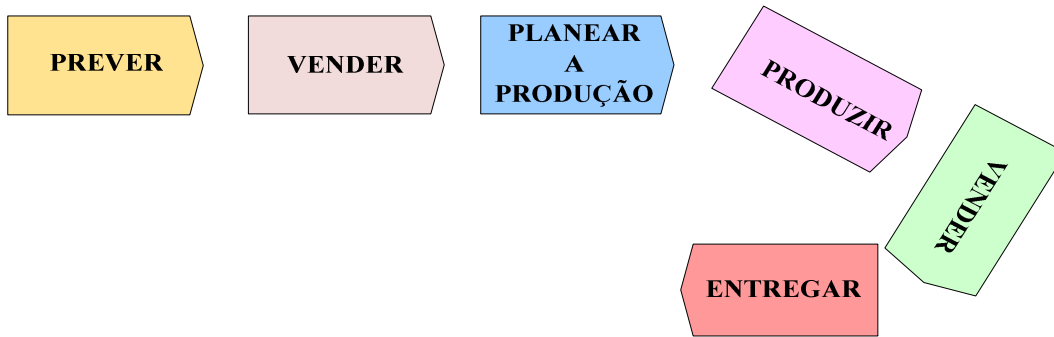 PREVER
VENDER
PLANEAR
A
PRODUÇÃO
PRODUZIR
VENDER
ENTREGAR